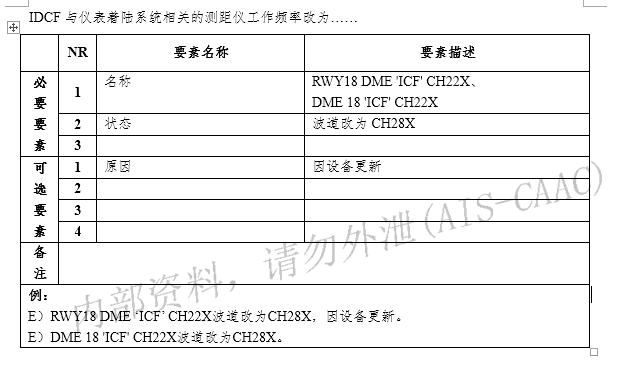 IDCF 与仪表着陆系统相关的测距仪工作频率改为……
NR 要素名称 要素描述
必要要素 1 名称 RWY18 DME 'ICF' CH22X、
DME 18 'ICF' CH22X
2 状态 波道改为 CH28X
3
可选要素 1 原因 因设备更新
2
3
4
备注
例：
E）RWY18 DME ‘ICF’ CH22X波道改为CH28X，因设备更新。
E）DME 18 'ICF' CH22X波道改为CH28X。
内部资料，请勿外泄(AIS-CAAC)